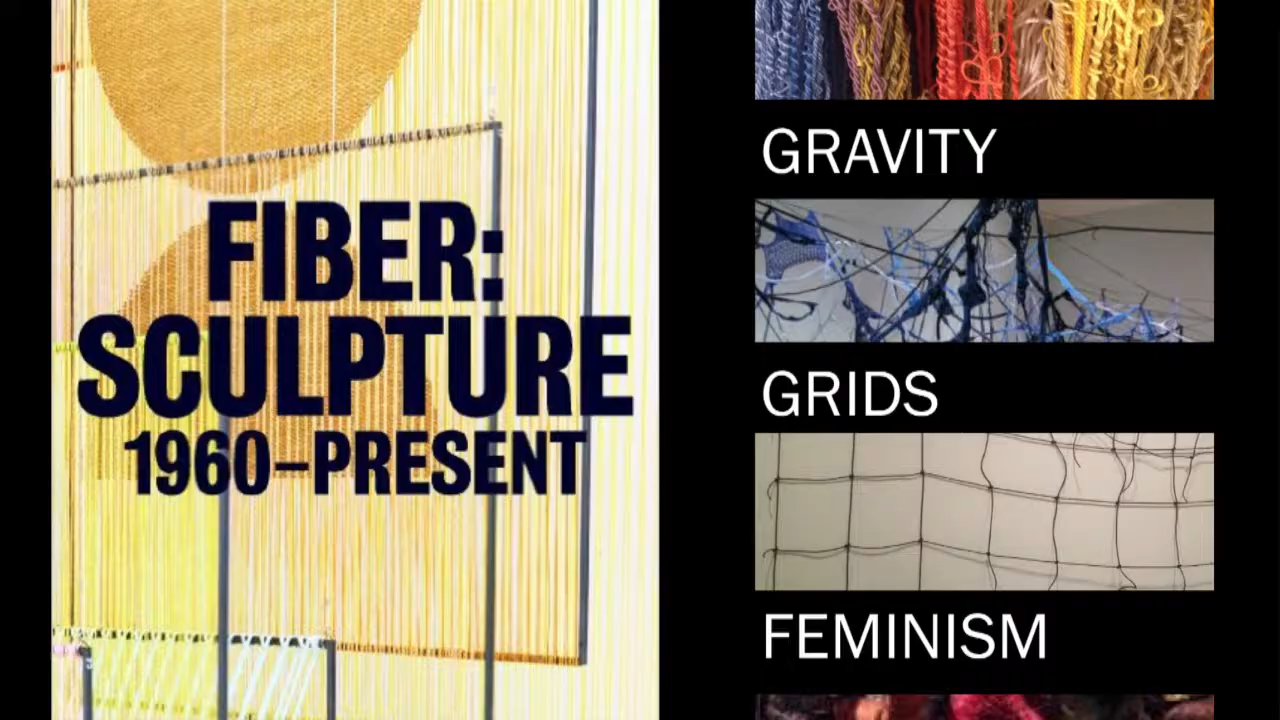 FIBER:
SCULPTURE
1960–PRESENT
GRAVITY
GRIDS
FEMINISM